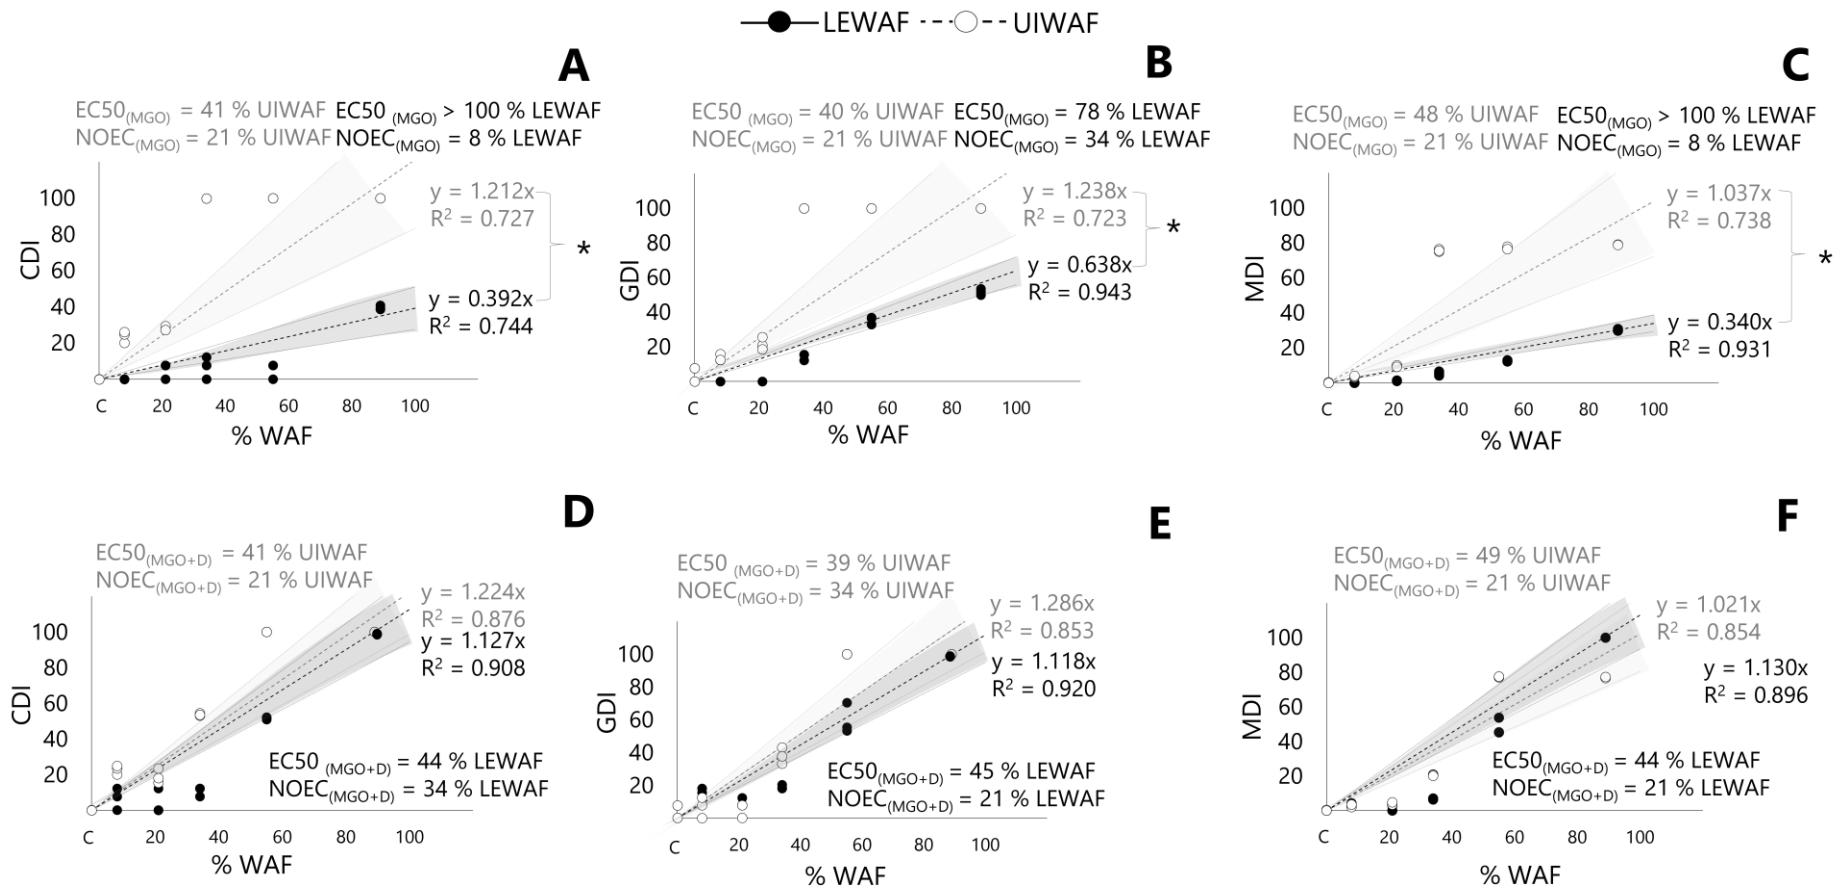 LEWAF UIWAF
A
EC50(MGO) = 41 % UIWAF EC50(MGO) > 100 % LEWAF
NOEC(MGO) = 21 % UIWAF NOEC(MGO) = 8 % LEWAF
100
80
60
40
20
CDI
y = 1.212x
R² = 0.727
*
y = 0.392x
R² = 0.744
C 20 40 60 80 100
% WAF
B
EC50 (MGO) = 40 % UIWAF EC50(MGO) = 78 % LEWAF
NOEC(MGO) = 21 % UIWAF NOEC(MGO) = 34 % LEWAF
100
80
60
40
20
GDI
y = 1.238x
R² = 0.723
*
y = 0.638x
R² = 0.943
C 20 40 60 80 100
% WAF
C
EC50(MGO) = 48 % UIWAF EC50(MGO) > 100 % LEWAF
NOEC(MGO) = 21 % UIWAF NOEC(MGO) = 8 % LEWAF
100
80
60
40
20
MDI
y = 1.037x
R² = 0.738
*
y = 0.340x
R² = 0.931
C 20 40 60 80 100
% WAF
D
EC50(MGO+D) = 41 % UIWAF
NOEC(MGO+D) = 21 % UIWAF
y = 1.224x
R² = 0.876
y = 1.127x
R² = 0.908
100
80
60
40
20
CDI
EC50(MGO+D) = 44 % LEWAF
NOEC(MGO+D) = 34 % LEWAF
C 20 40 60 80 100
% WAF
E
EC50 (MGO+D) = 39 % UIWAF
NOEC(MGO+D) = 34 % UIWAF
y = 1.286x
R² = 0.853
y = 1.118x
R² = 0.920
100
80
60
40
20
GDI
EC50(MGO+D) = 45 % LEWAF
NOEC(MGO+D) = 21 % LEWAF
C 20 40 60 80 100
% WAF
F
EC50(MGO+D) = 49 % UIWAF
NOEC(MGO+D) = 21 % UIWAF
y = 1.021x
R² = 0.854
y = 1.130x
R² = 0.896
100
80
60
40
20
MDI
EC50(MGO+D) = 44 % LEWAF
NOEC(MGO+D) = 21 % LEWAF
C 20 40 60 80 100
% WAF